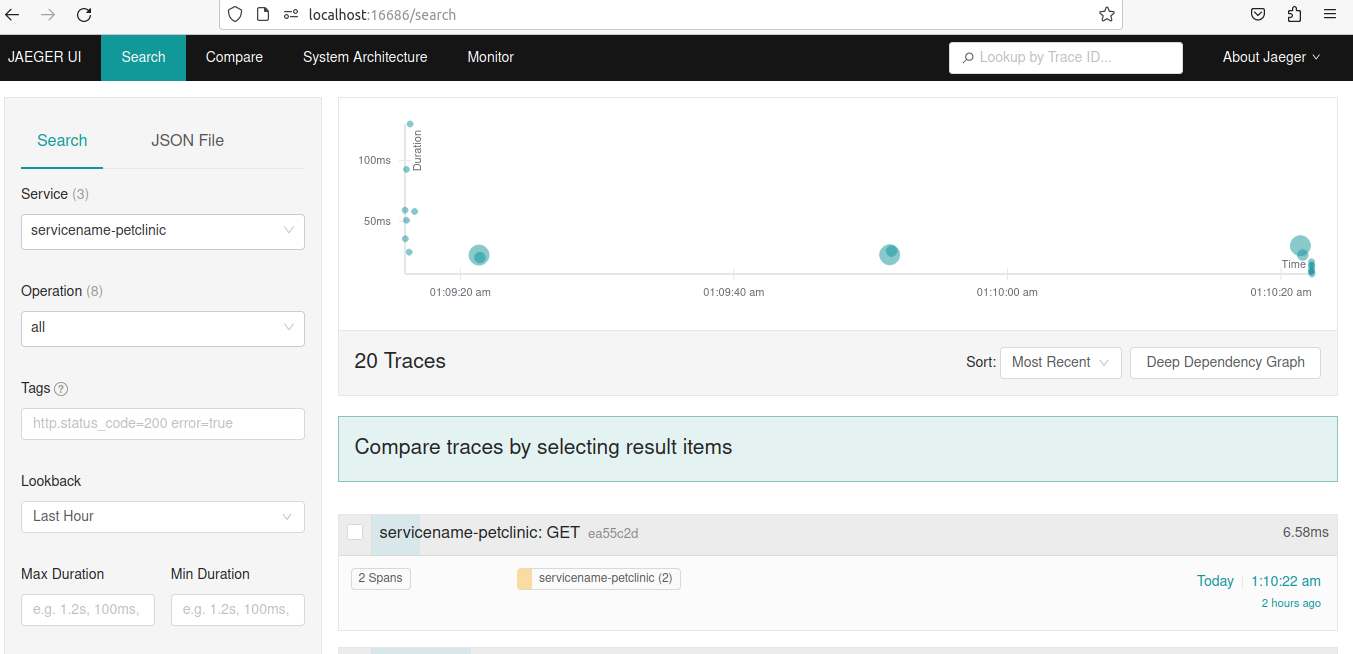 localhost:16686/search
JAEGER UI Search Compare System Architecture Monitor Lookup by Trace ID... About Jaeger
Search JSON File
Service (3)
servicename-petclinic
Operation (8)
all
Tags ?
http.status_code=200 error=true
Lookback
Last Hour
Max Duration Min Duration
e.g. 1.2s, 100ms, e.g. 1.2s, 100ms,
Duration
100ms
50ms
Time
01:09:20 am 01:09:40 am 01:10:00 am 01:10:20 am
20 Traces Sort: Most Recent Deep Dependency Graph
Compare traces by selecting result items
servicename-petclinic: GET ea55c2d 6.58ms
2 Spans servicename-petclinic (2) Today 1:10:22 am
2 hours ago